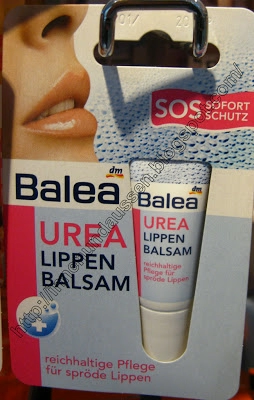 SOS SOFORT
SCHUTZ
dm
Balea
UREA
LIPPEN
BALSAM
reichhaltige Pflege
für spröde Lippen
dm
Balea
UREA
LIPPEN
BALSAM
reichhaltige
Pflege für
spröde Lippen